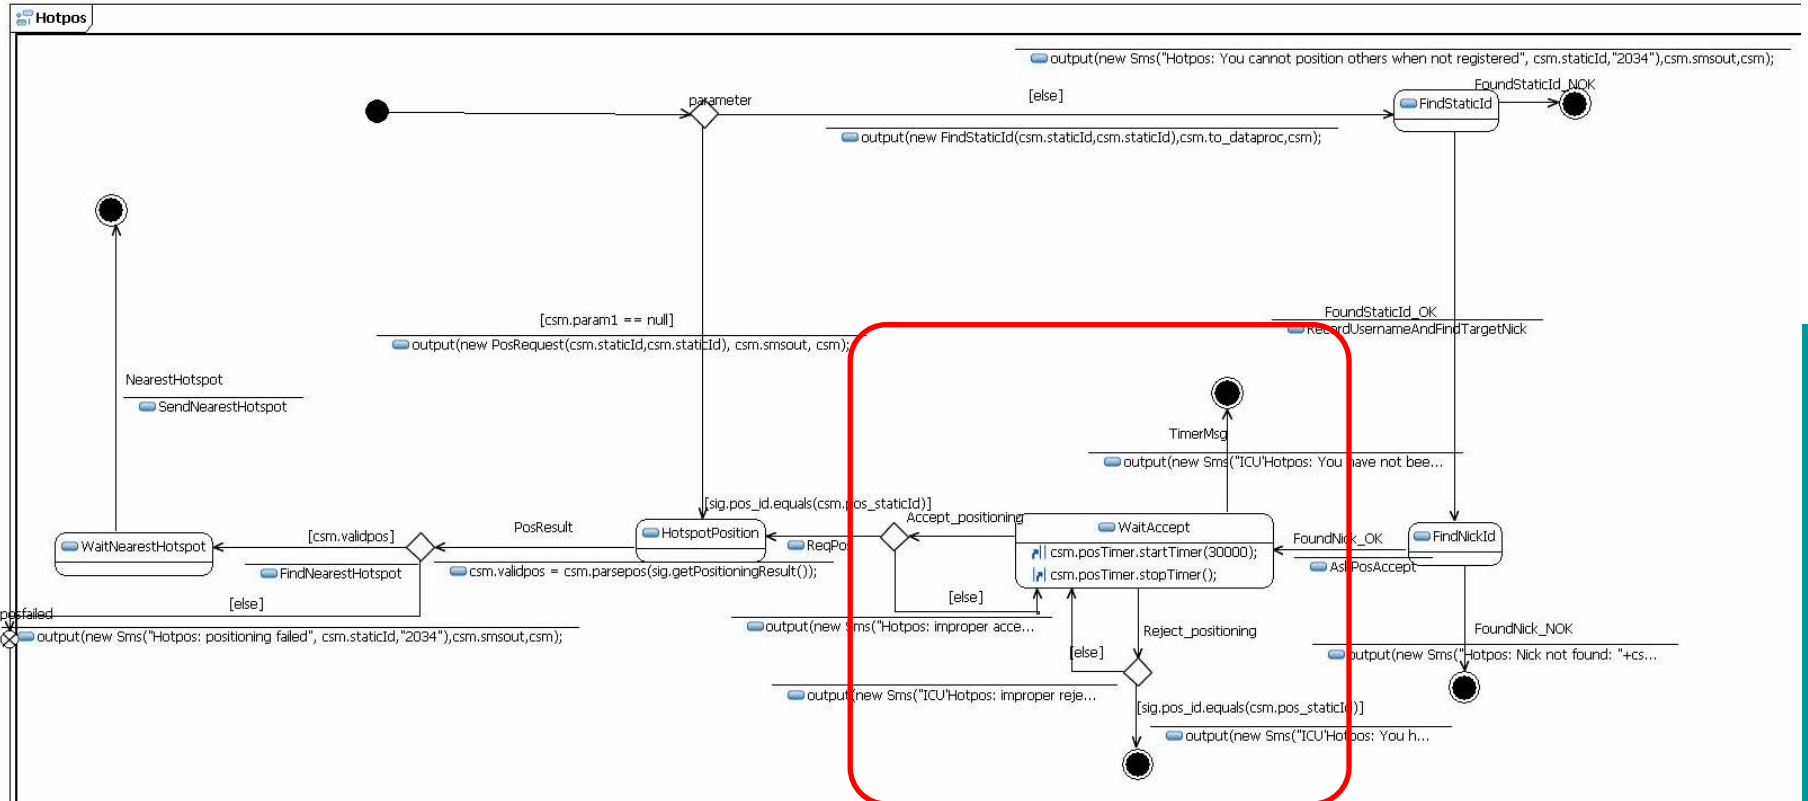 Hotpos
output(new Sms("Hotpos: You cannot position others when not registered", csm.staticId,"2034"),csm.smsout,csm);
FoundStaticId_NOK
parameter
[else]
FindStaticId
output(new FindStaticId(csm.staticId,csm.staticId),csm.to_dataproc,csm);
FoundStaticId_OK
RecordUsernameAndFindTargetNick
[csm.param1 == null]
output(new PosRequest(csm.staticId,csm.staticId), csm.smsout, csm);
NearestHotspot
SendNearestHotspot
TimerMsg
output(new Sms("ICU'Hotpos: You have not bee...
[sig.pos_id.equals(csm.pos_staticId)]
Accept_positioning
WaitAccept
csm.posTimer.startTimer(30000);
csm.posTimer.stopTimer();
HotspotPosition
ReqPos
PosResult
csm.validpos = csm.parsepos(sig.getPositioningResult());
[csm.validpos]
FindNearestHotspot
WaitNearestHotspot
FoundNick_OK
AskPosAccept
FindNickId
[else]
posfailed
output(new Sms("Hotpos: positioning failed", csm.staticId,"2034"),csm.smsout,csm);
[else]
output(new Sms("Hotpos: improper acce...
Reject_positioning
[else]
output(new Sms("ICU'Hotpos: improper reje...
FoundNick_NOK
output(new Sms("Hotpos: Nick not found: "+cs...
[sig.pos_id.equals(csm.pos_staticId)]
output(new Sms("ICU'Hotpos: You h...